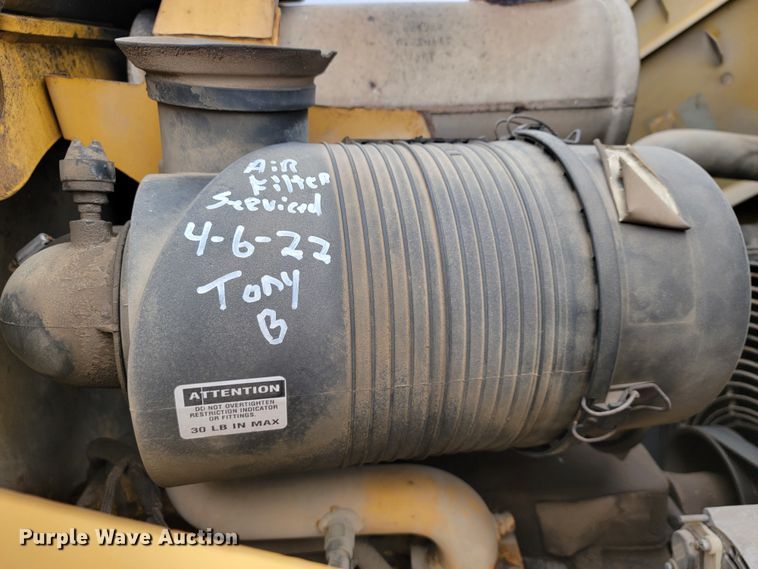 Air
Filter
Serviced
4-6-22
Tony
B
ATTENTION
DO NOT OVERTIGHTEN
RESTRICTION INDICATOR
OR FITTINGS.
30 LB IN MAX
Purple Wave Auction®